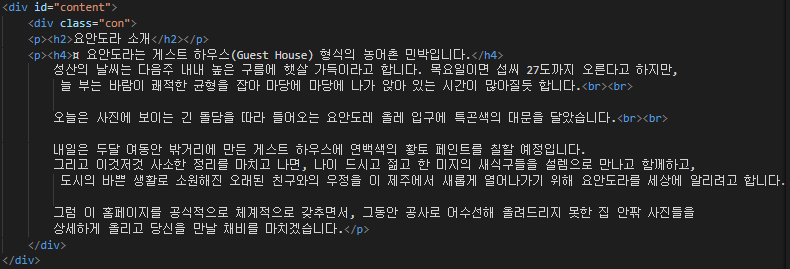 <div id="content">
<div class="con">
<p><h2>요안도라 소개</h2></p>
<p><h4>¤ 요안도라는 게스트 하우스(Guest House) 형식의 농어촌 민박입니다.</h4>
성산의 날씨는 다음주 내내 높은 구름에 햇살 가득이라고 합니다. 목요일이면 섭씨 27도까지 오른다고 하지만,
늘 부는 바람이 쾌적한 균형을 잡아 마당에 마당에 나가 앉아 있는 시간이 많아질듯 합니다.<br><br>
오늘은 사진에 보이는 긴 돌담을 따라 들어오는 요안도레 올레 입구에 특곤색의 대문을 달았습니다.<br><br>
내일은 두달 여동안 밖거리에 만든 게스트 하우스에 연백색의 황토 페인트를 칠할 예정입니다.
그리고 이것저것 사소한 정리를 마치고 나면, 나이 드시고 젊고 한 미지의 새식구들을 설렘으로 만나고 함께하고,
도시의 바쁜 생활로 소원해진 오래된 친구와의 우정을 이 제주에서 새롭게 열어나가기 위해 요안도라를 세상에 알리려고 합니다.
그럼 이 홈페이지를 공식적으로 체계적으로 갖추면서, 그동안 공사로 어수선해 올려드리지 못한 집 안팎 사진들을
상세하게 올리고 당신을 만날 채비를 마치겠습니다.</p>
</div>
</div>